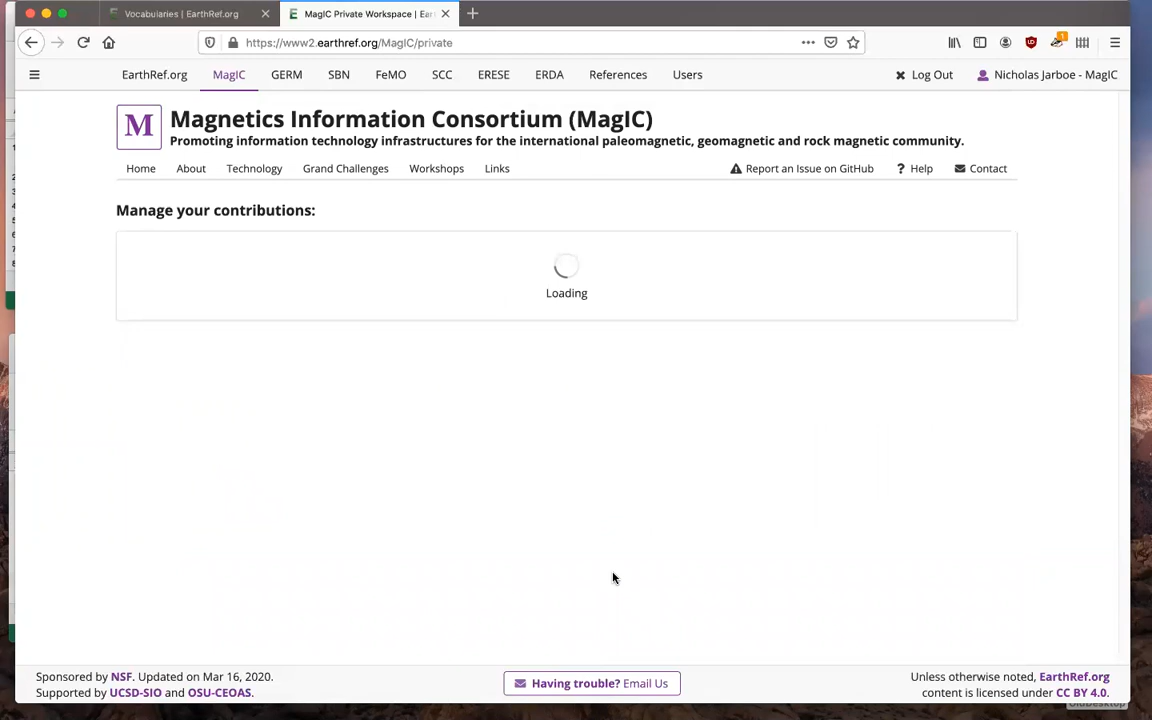 Vocabularies | EarthRef.org
MagIC Private Workspace | Ear
https://www2.earthref.org/MagIC/private
1
EarthRef.org MagIC GERM SBN FeMO SCC ERESE ERDA References Users Log Out Nicholas Jarboe - MagIC
M
Magnetics Information Consortium (MagIC)
Promoting information technology infrastructures for the international paleomagnetic, geomagnetic and rock magnetic community.
Home About Technology Grand Challenges Workshops Links Report an Issue on GitHub Help Contact
Manage your contributions:
Loading
Sponsored by NSF. Updated on Mar 16, 2020.
Supported by UCSD-SIO and OSU-CEOAS.
Having trouble? Email Us
Unless otherwise noted, EarthRef.org
content is licensed under CC BY 4.0.